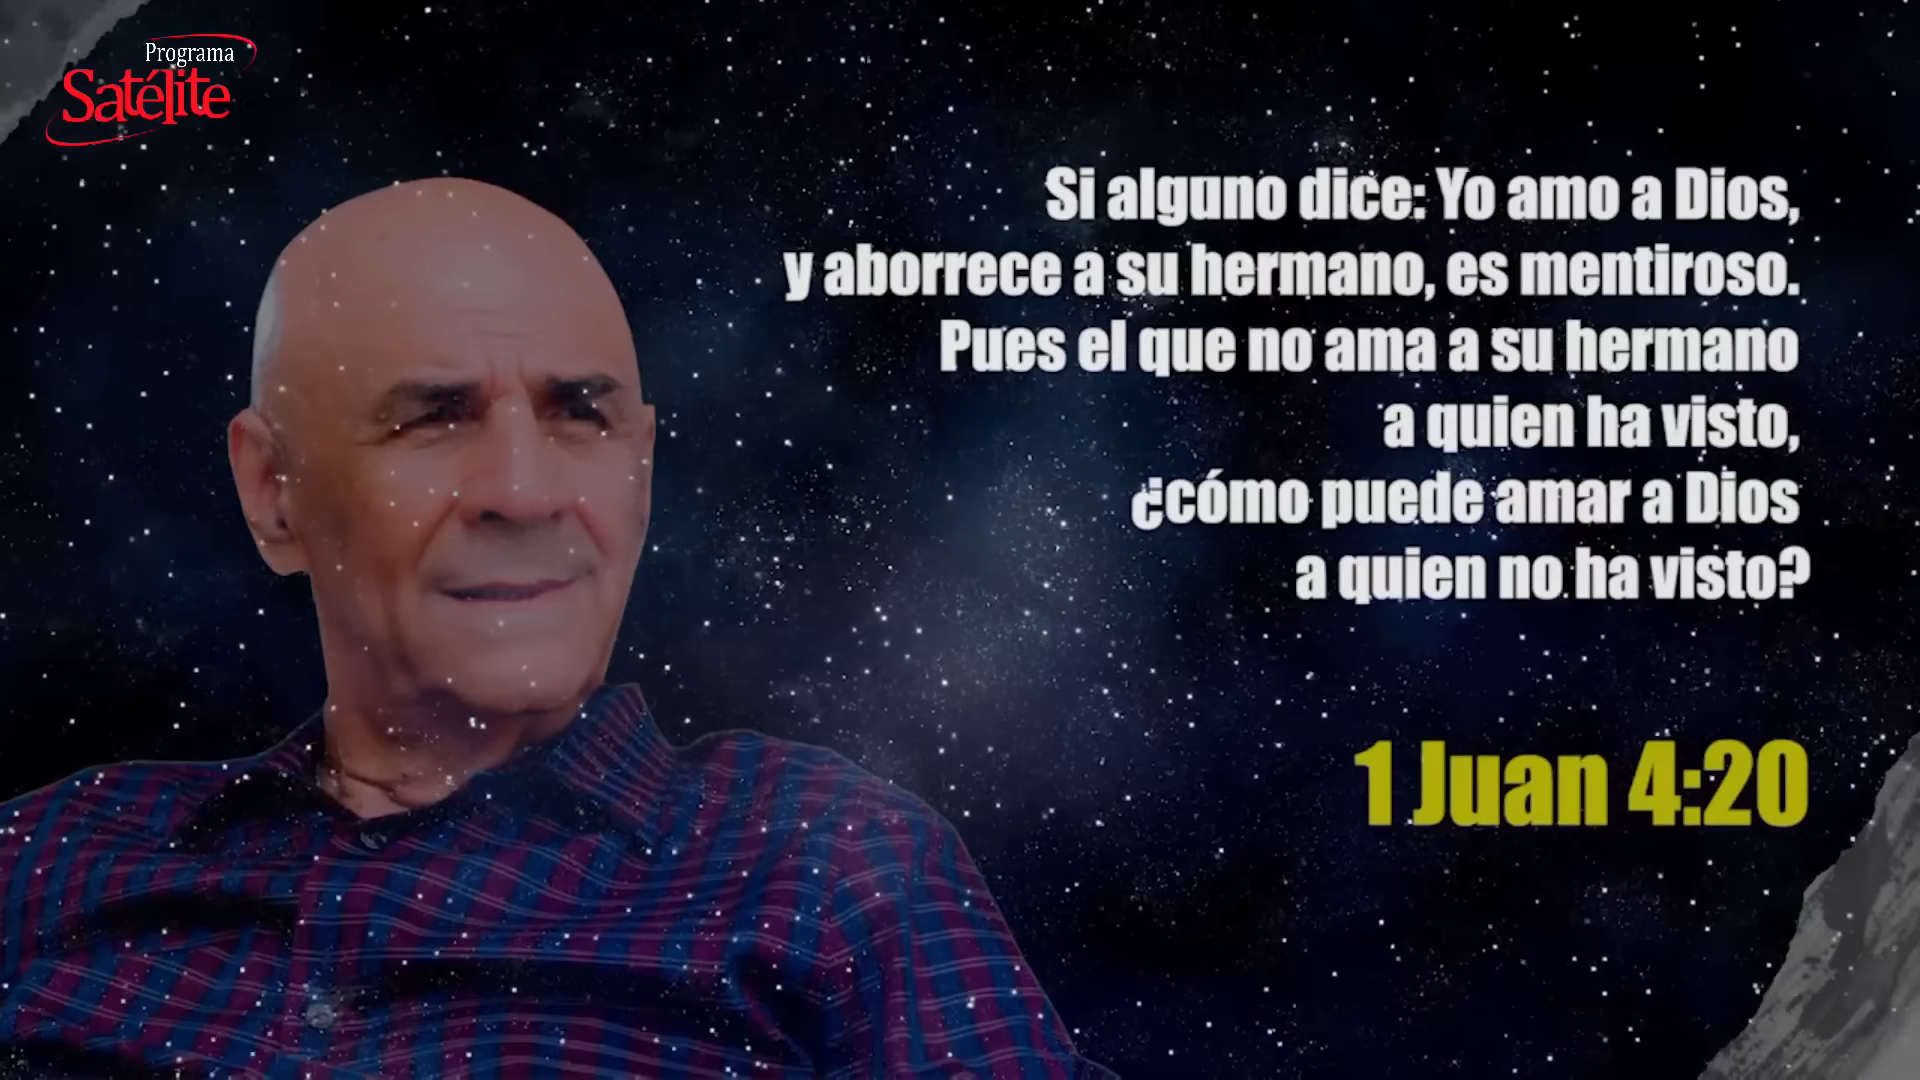 Programa
Satélite
Si alguno dice: Yo amo a Dios,
y aborrece a su hermano, es mentiroso.
Pues el que no ama a su hermano
a quien ha visto,
¿cómo puede amar a Dios
a quien no ha visto?
1 Juan 4:20